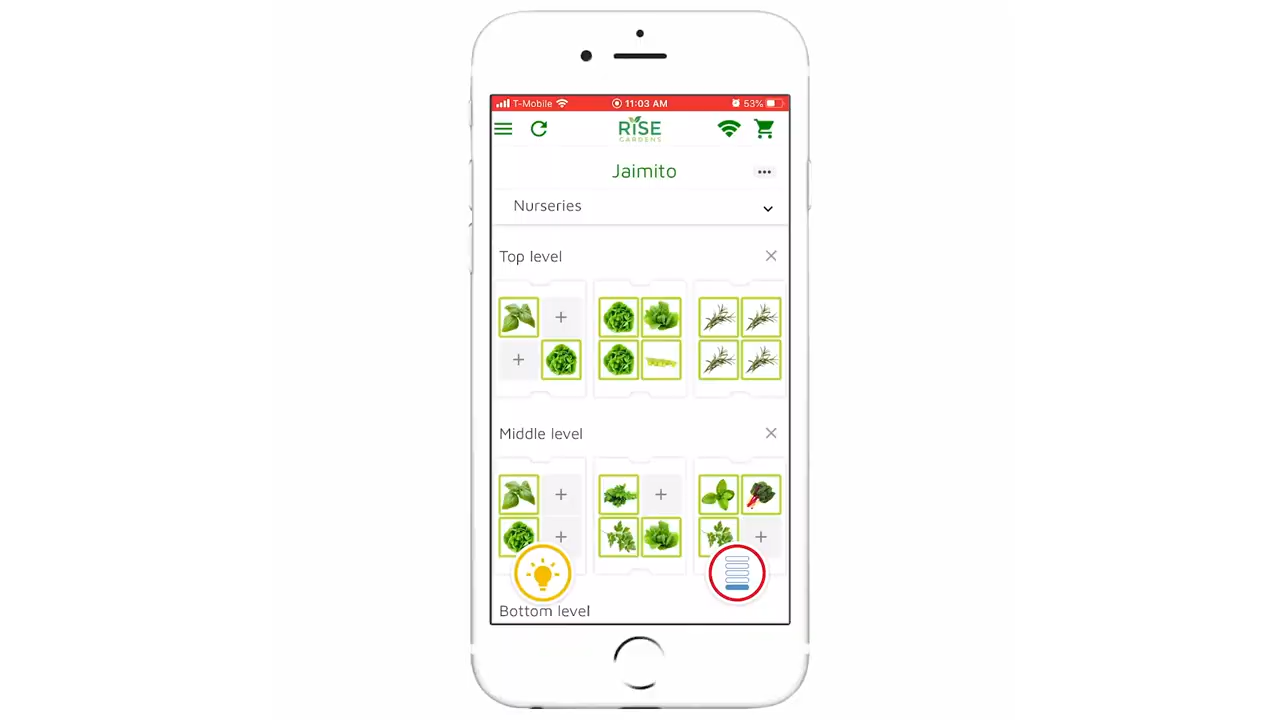 T-Mobile 11:03 AM 53%
RISE
GARDENS
Jaimito
Nurseries
Top level
Middle level
Bottom level